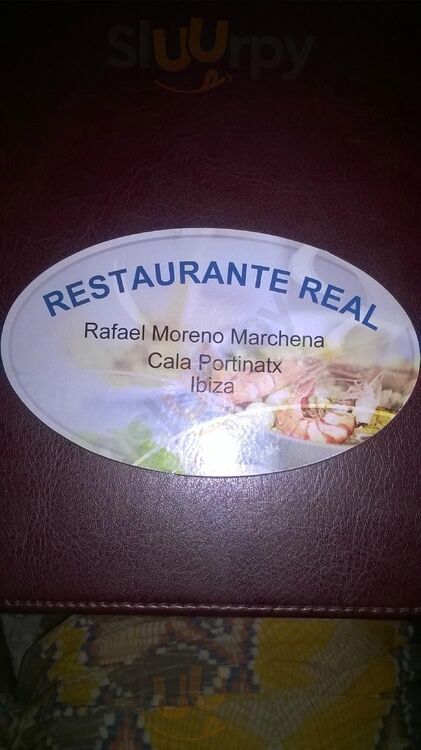 Sluurpy
RESTAURANTE REAL
Rafael Moreno Marchena
Cala Portinatx
Ibiza